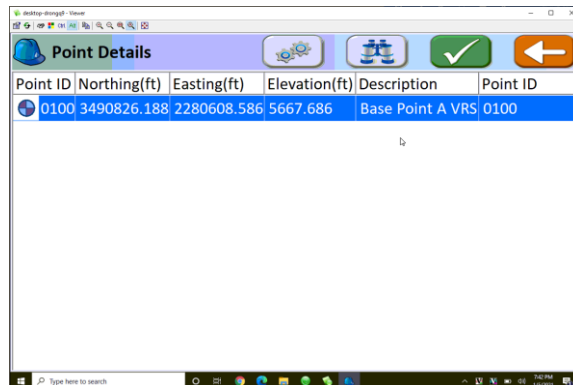 desktop-drongq9 - Viewer
Point Details
Point ID Northing(ft) Easting(ft) Elevation(ft) Description Point ID
0100 3490826.188 2280608.586 5667.686 Base Point A VRS 0100
Type here to search
7:42 PM